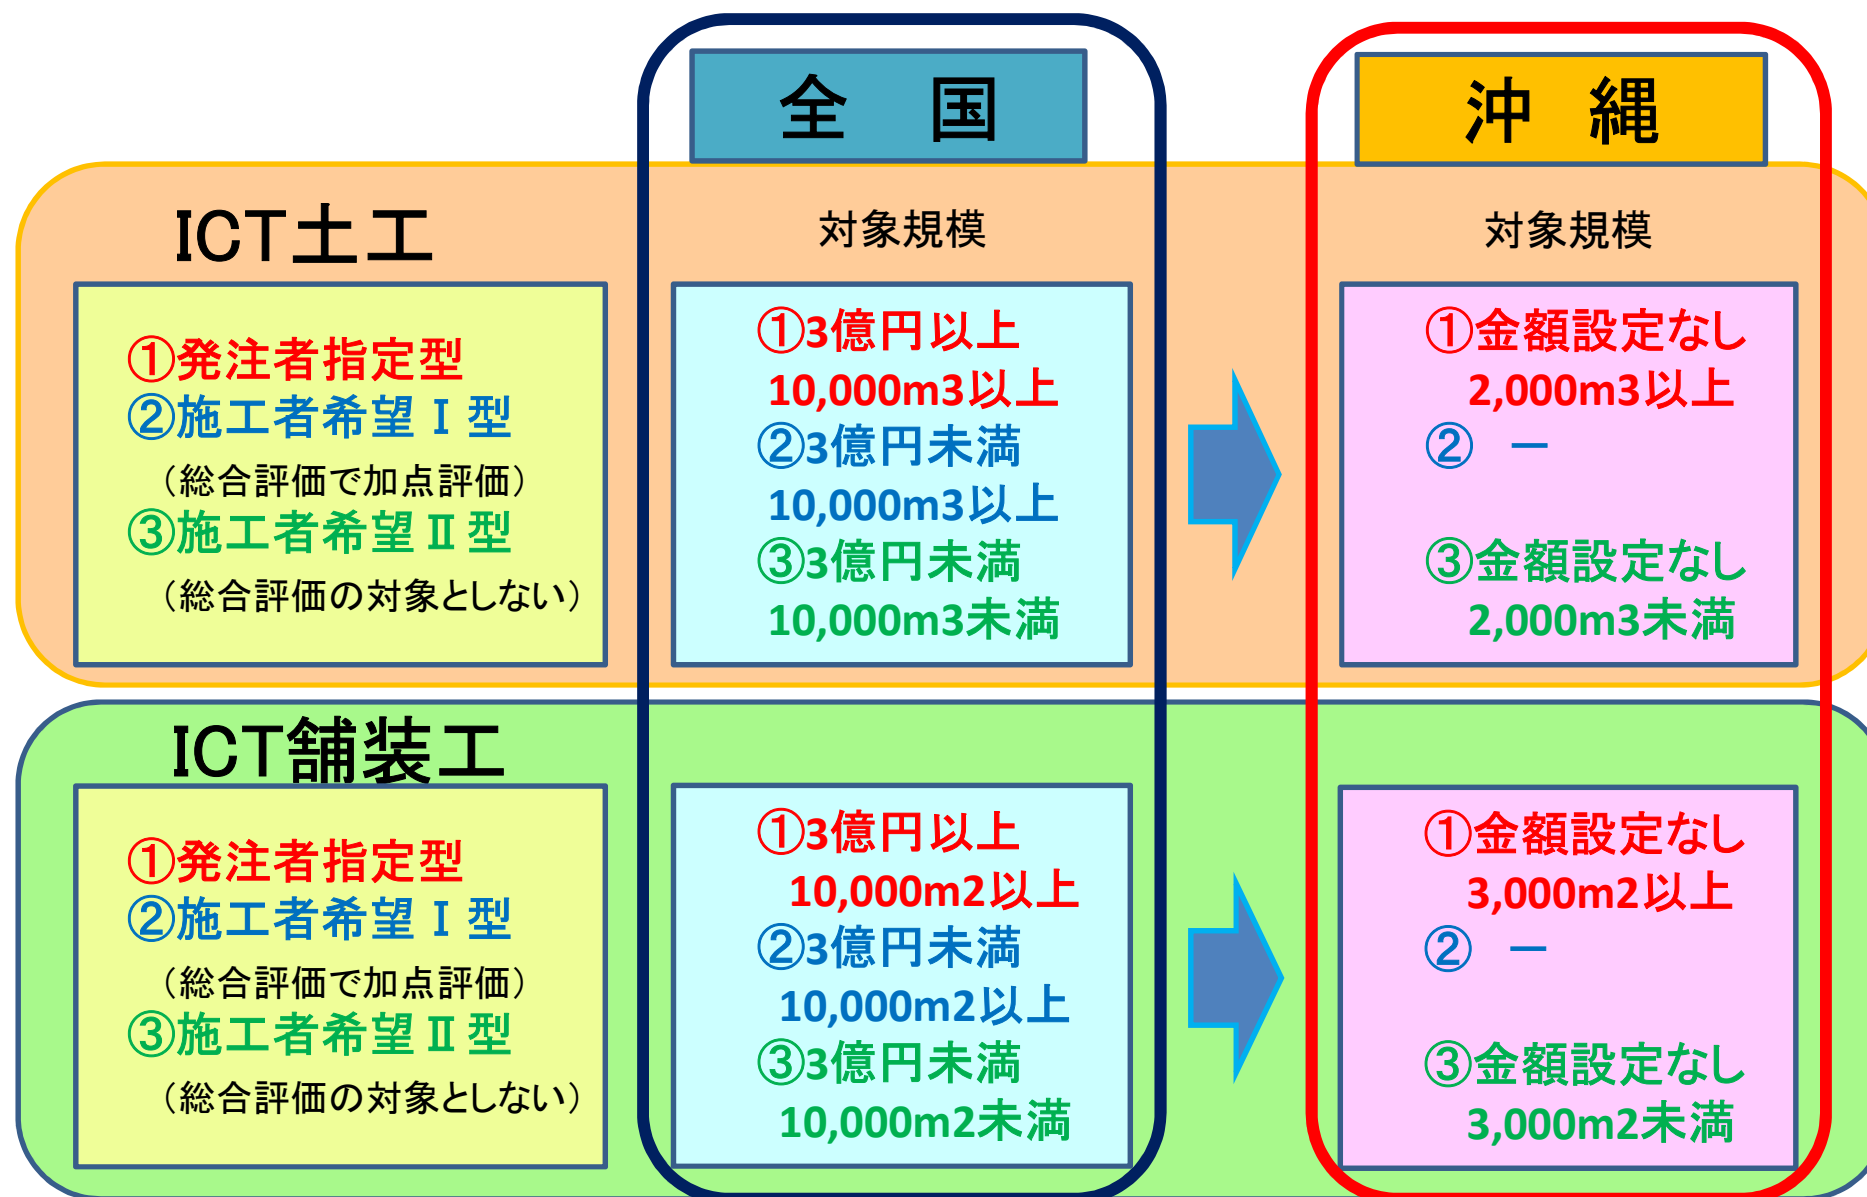 全　国
沖　縄
ICT土工
対象規模
対象規模
①発注者指定型
②施工者希望Ⅰ型
（総合評価で加点評価）
③施工者希望Ⅱ型
（総合評価の対象としない）
①3億円以上
10,000m3以上
②3億円未満
10,000m3以上
③3億円未満
10,000m3未満
①金額設定なし
2,000m3以上
②　－
③金額設定なし
2,000m3未満
ICT舗装工
①発注者指定型
②施工者希望Ⅰ型
（総合評価で加点評価）
③施工者希望Ⅱ型
（総合評価の対象としない）
①3億円以上
10,000m2以上
②3億円未満
10,000m2以上
③3億円未満
10,000m2未満
①金額設定なし
3,000m2以上
②　－
③金額設定なし
3,000m2未満